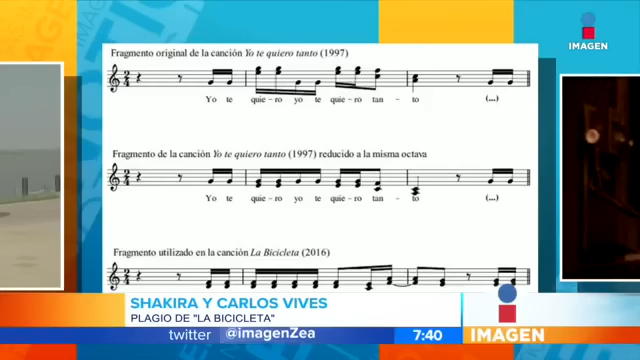 IMAGEN
Fragmento original de la canción Yo te quiero tanto (1997)
Yo te quie - ro yo te quie - ro tan - to (...)
Fragmento de la canción Yo te quiero tanto (1997) reducido a la misma octava
Yo te quie - ro yo te quie - ro tan - to (...)
Fragmento utilizado en la canción La Bicicleta (2016)
SHAKIRA Y CARLOS VIVES
PLAGIO DE "LA BICICLETA"
twitter @imagenZea 7:40 IMAGEN